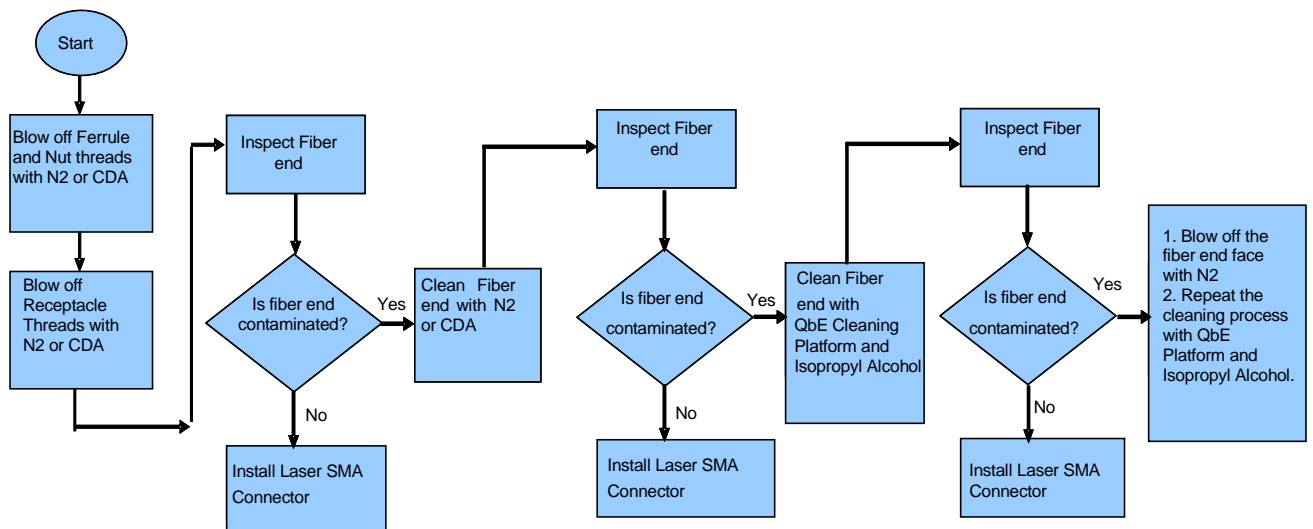 Start
Blow off Ferrule
and Nut threads
with N2 or CDA
Blow off
Receptacle
Threads with
N2 or CDA
Inspect Fiber
end
Is fiber end
contaminated?
Yes
No
Install Laser SMA
Connector
Clean Fiber
end with N2
or CDA
Inspect Fiber
end
Is fiber end
contaminated?
Yes
No
Install Laser SMA
Connector
Clean Fiber
end with
QbE Cleaning
Platform and
Isopropyl Alcohol
Inspect Fiber
end
Is fiber end
contaminated?
Yes
No
Install Laser SMA
Connector
1. Blow off the
fiber end face
with N2
2. Repeat the
cleaning process
with QbE
Platform and
Isopropyl Alcohol.